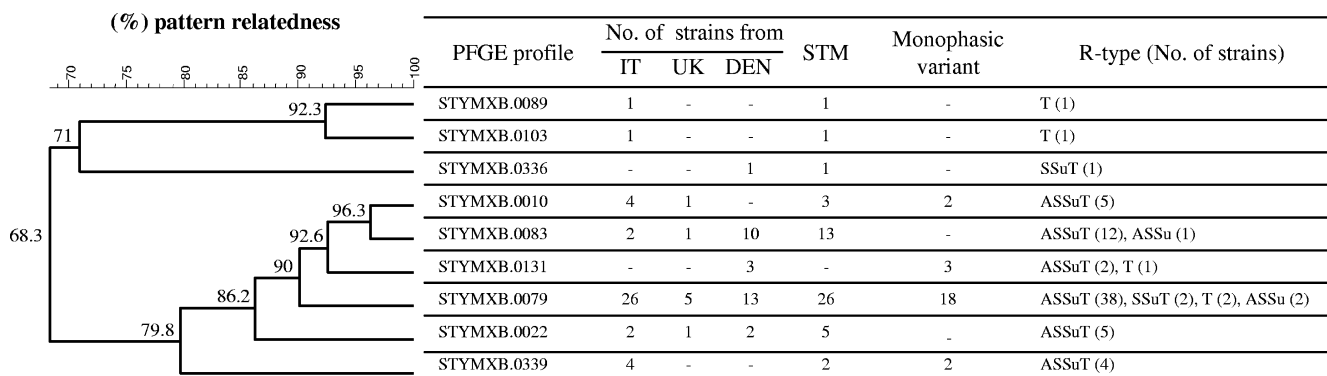 (%) pattern relatedness
70 75 80 85 90 95 100
PFGE profile No. of strains from STM Monophasic variant R-type (No. of strains)
IT UK DEN
92.3
71
96.3
92.6
90
86.2
79.8
68.3
STYMXB.0089 1 - - 1 - T (1)
STYMXB.0103 1 - - 1 - T (1)
STYMXB.0336 - - 1 1 - SSuT (1)
STYMXB.0010 4 1 - 3 2 ASSuT (5)
STYMXB.0083 2 1 10 13 - ASSuT (12), ASSu (1)
STYMXB.0131 - - 3 - 3 ASSuT (2), T (1)
STYMXB.0079 26 5 13 26 18 ASSuT (38), SSuT (2), T (2), ASSu (2)
STYMXB.0022 2 1 2 5 - ASSuT (5)
STYMXB.0339 4 - - 2 2 ASSuT (4)